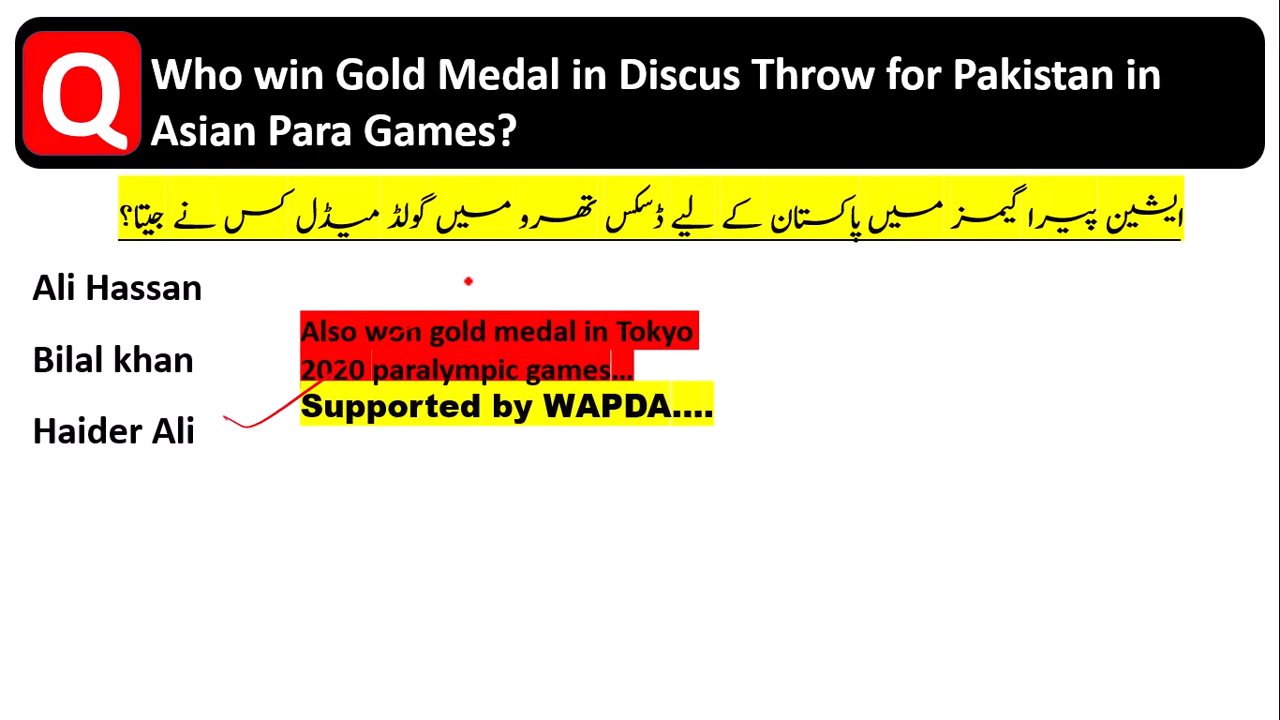 Q
Who win Gold Medal in Discus Throw for Pakistan in
Asian Para Games?
ایشین پیرا گیمز میں پاکستان کے لیے ڈسکس تھرو میں گولڈ میڈل کس نے جیتا؟
Ali Hassan
Also won gold medal in Tokyo
2020 paralympic games...
Bilal khan
Supported by WAPDA....
Haider Ali